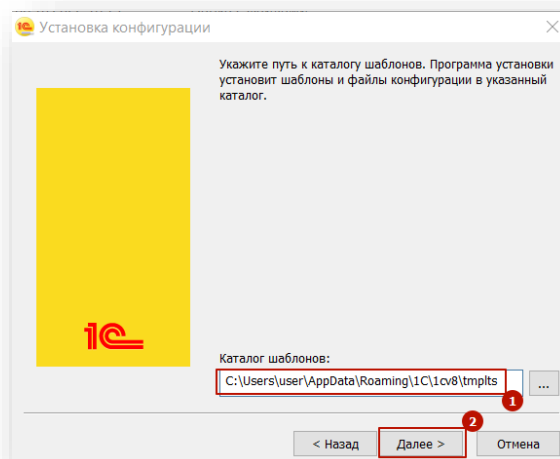 Установка конфигурации
Укажите путь к каталогу шаблонов. Программа установки
установит шаблоны и файлы конфигурации в указанный
каталог.
1С
Каталог шаблонов:
C:\Users\user\AppData\Roaming\1C\1cv8\tmplts
...
1
2
< Назад
Далее >
Отмена